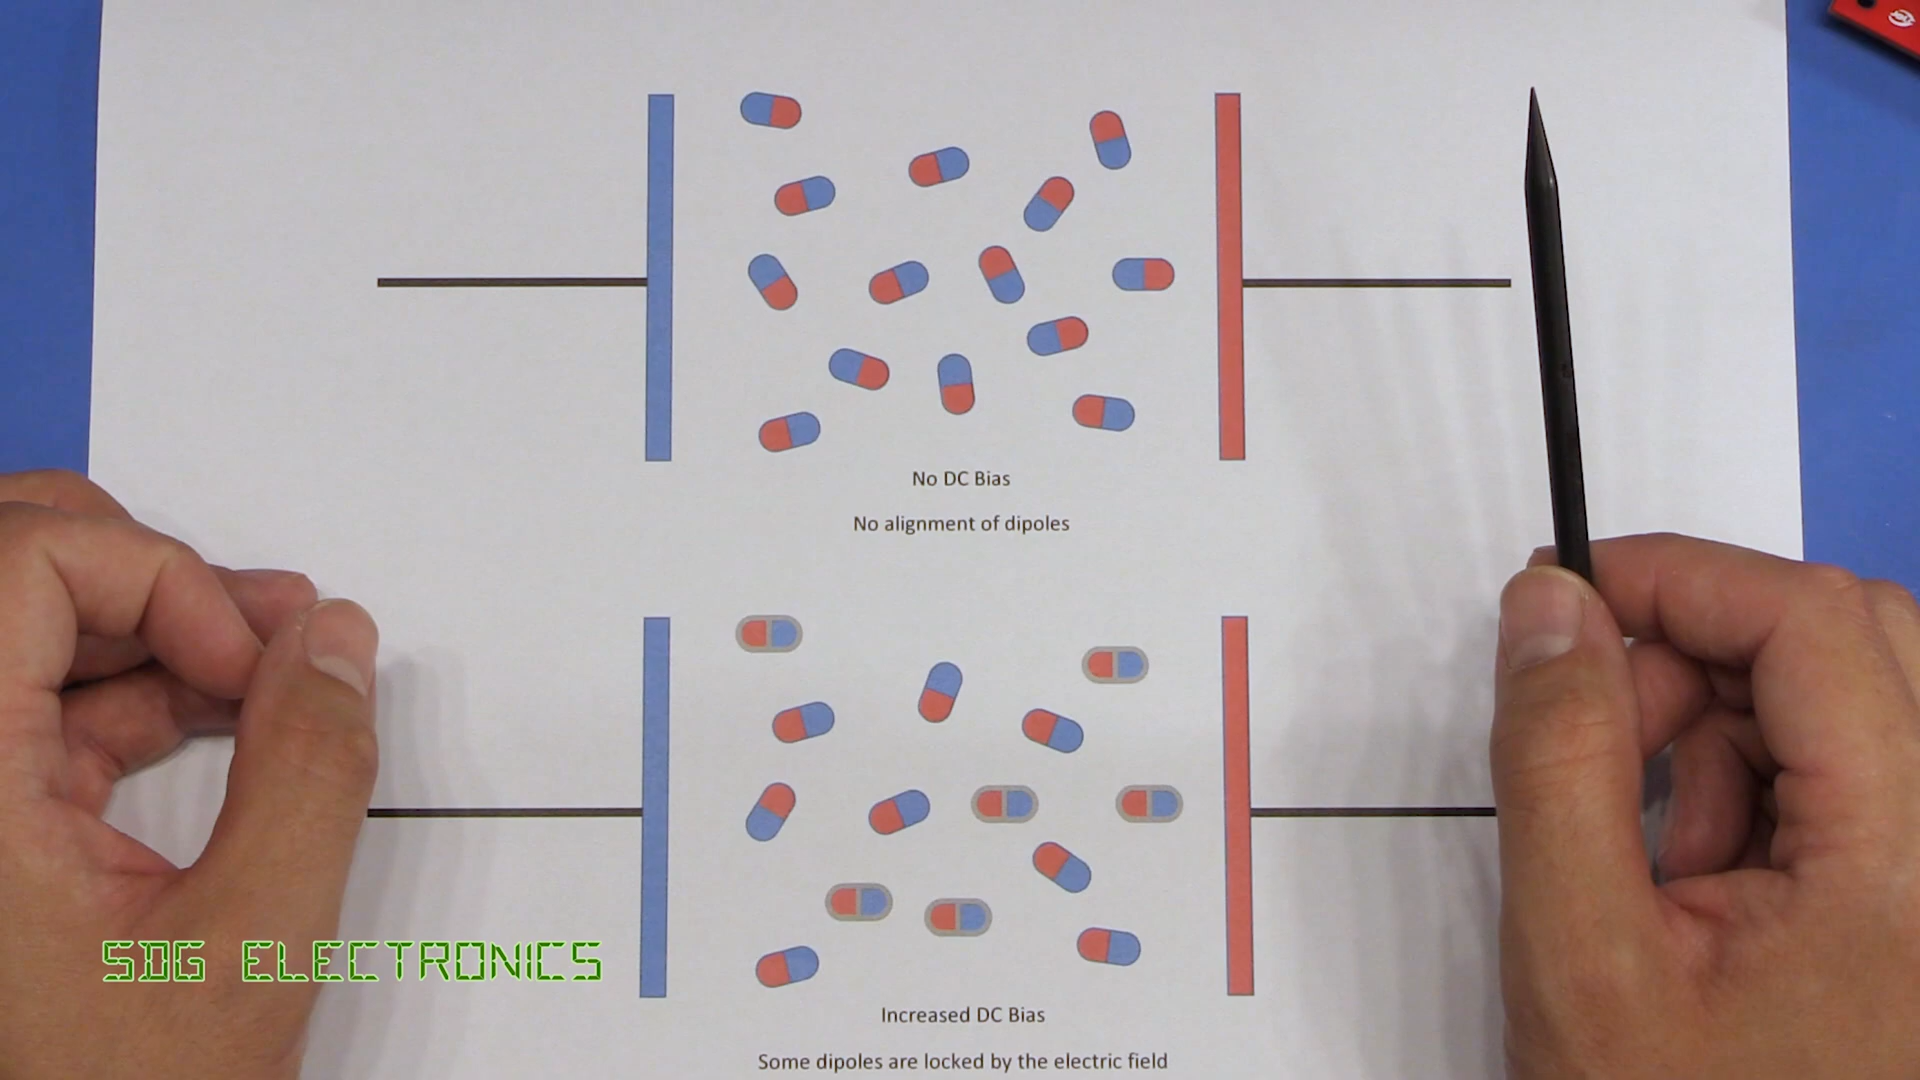 No DC Bias
No alignment of dipoles
SDG ELECTRONICS
Increased DC Bias
Some dipoles are locked by the electric field